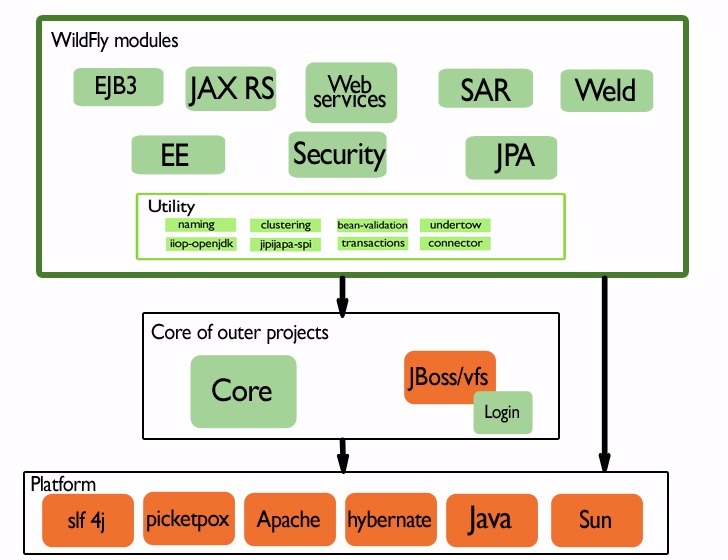 WildFly modules
EJB3
JAX RS
Web
services
SAR
Weld
EE
Security
JPA
Utility
naming
clustering
bean-validation
undertow
iiop-openjdk
jipijapa-spi
transactions
connector
Core of outer projects
Core
JBoss/vfs
Login
Platform
slf 4j
picketpox
Apache
hybernate
Java
Sun